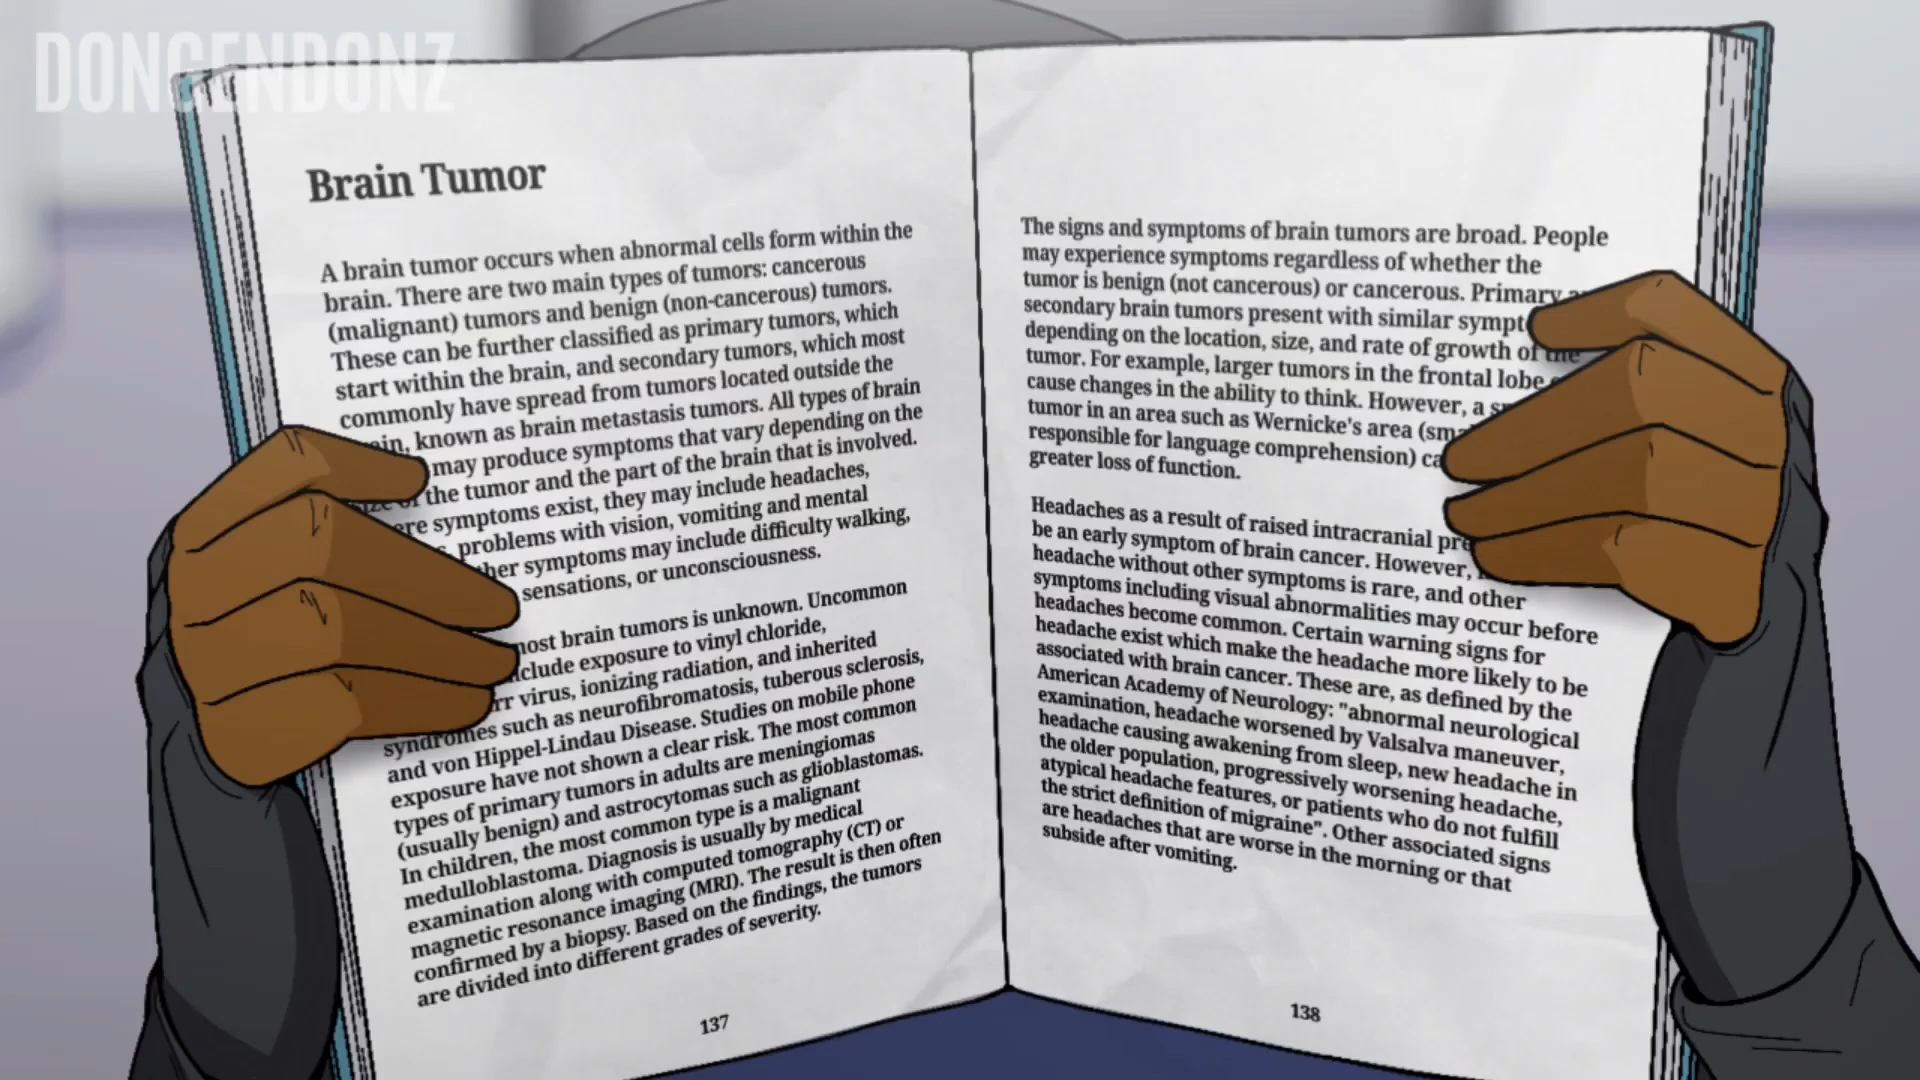 DONGENDONZ
Brain Tumor
A brain tumor occurs when abnormal cells form within the
brain. There are two main types of tumors: cancerous
(malignant) tumors and benign (non-cancerous) tumors.
These can be further classified as primary tumors, which
start within the brain, and secondary tumors, which most
commonly have spread from tumors located outside the
known as brain metastasis tumors. All types of brain
may produce symptoms that vary depending on the
size of the tumor and the part of the brain that is involved.
symptoms exist, they may include headaches,
problems with vision, vomiting and mental
symptoms may include difficulty walking,
sensations, or unconsciousness.
most brain tumors is unknown. Uncommon
exposure to vinyl chloride,
virus, ionizing radiation, and inherited
syndromes such as neurofibromatosis, tuberous sclerosis,
and von Hippel-Lindau Disease. Studies on mobile phone
exposure have not shown a clear risk. The most common
types of primary tumors in adults are meningiomas
(usually benign) and astrocytomas such as glioblastomas.
In children, the most common type is a malignant
medulloblastoma. Diagnosis is usually by medical
examination along with computed tomography (CT) or
magnetic resonance imaging (MRI). The result is then often
confirmed by a biopsy. Based on the findings, the tumors
are divided into different grades of severity.
137
The signs and symptoms of brain tumors are broad. People
may experience symptoms regardless of whether the
tumor is benign (not cancerous) or cancerous. Primary
secondary brain tumors present with similar
depending on the location, size, and rate of growth of the
tumor. For example, larger tumors in the frontal lobe
cause changes in the ability to think. However, a
tumor in an area such as Wernicke's area
responsible for language comprehension)
greater loss of function.
Headaches as a result of raised intracranial
be an early symptom of brain cancer. However,
headache without other symptoms is rare, and other
symptoms including visual abnormalities may occur before
headaches become common. Certain warning signs for
headache exist which make the headache more likely to be
associated with brain cancer. These are, as defined by the
American Academy of Neurology: "abnormal neurological
examination, headache worsened by Valsalva maneuver,
headache causing awakening from sleep, new headache in
the older population, progressively worsening headache,
atypical headache features, or patients who do not fulfill
the strict definition of migraine". Other associated signs
are headaches that are worse in the morning or that
subside after vomiting.
138